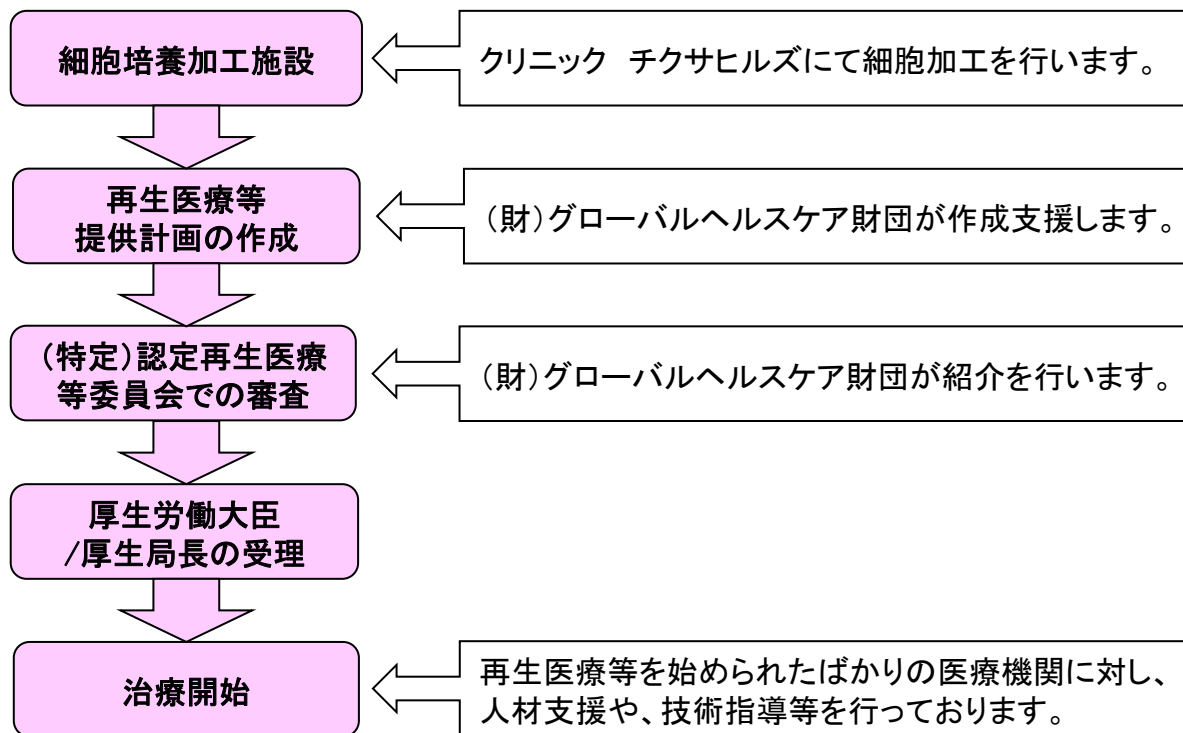 細胞培養加工施設
クリニック　チクサヒルズにて細胞加工を行います。
再生医療等
提供計画の作成
（財）グローバルヘルスケア財団が作成支援します。
（特定）認定再生医療
等委員会での審査
（財）グローバルヘルスケア財団が紹介を行います。
厚生労働大臣
/厚生局長の受理
治療開始
再生医療等を始められたばかりの医療機関に対し、
人材支援や、技術指導等を行っております。